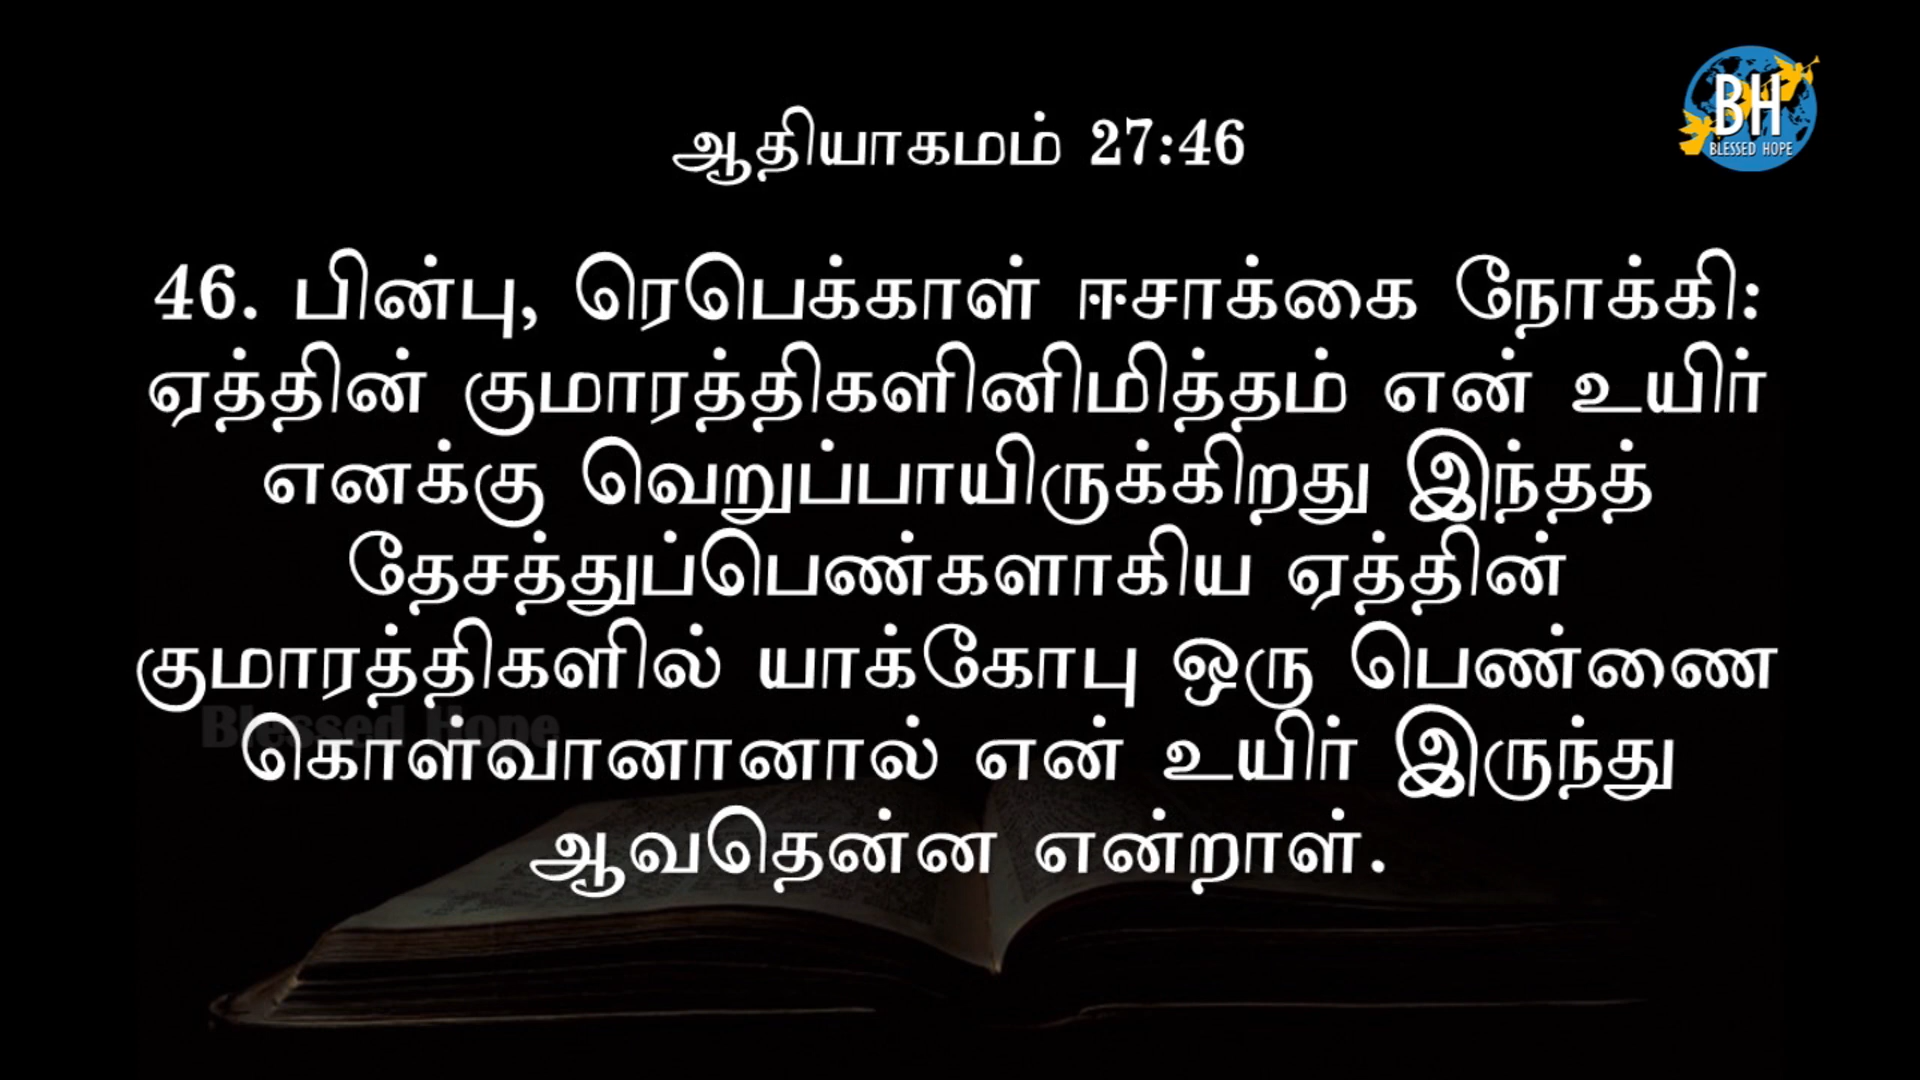 BH
BLESSED HOPE
ஆதியாகமம் 27:46
46. பின்பு, ரெபெக்காள் ஈசாக்கை நோக்கி:
ஏத்தின் குமாரத்திகளினிமித்தம் என் உயிர்
எனக்கு வெறுப்பாயிருக்கிறது இந்தத்
தேசத்துப்பெண்களாகிய ஏத்தின்
குமாரத்திகளில் யாக்கோபு ஒரு பெண்ணை
Blessed Hope
கொள்வானானால் என் உயிர் இருந்து
ஆவதென்ன என்றாள்.